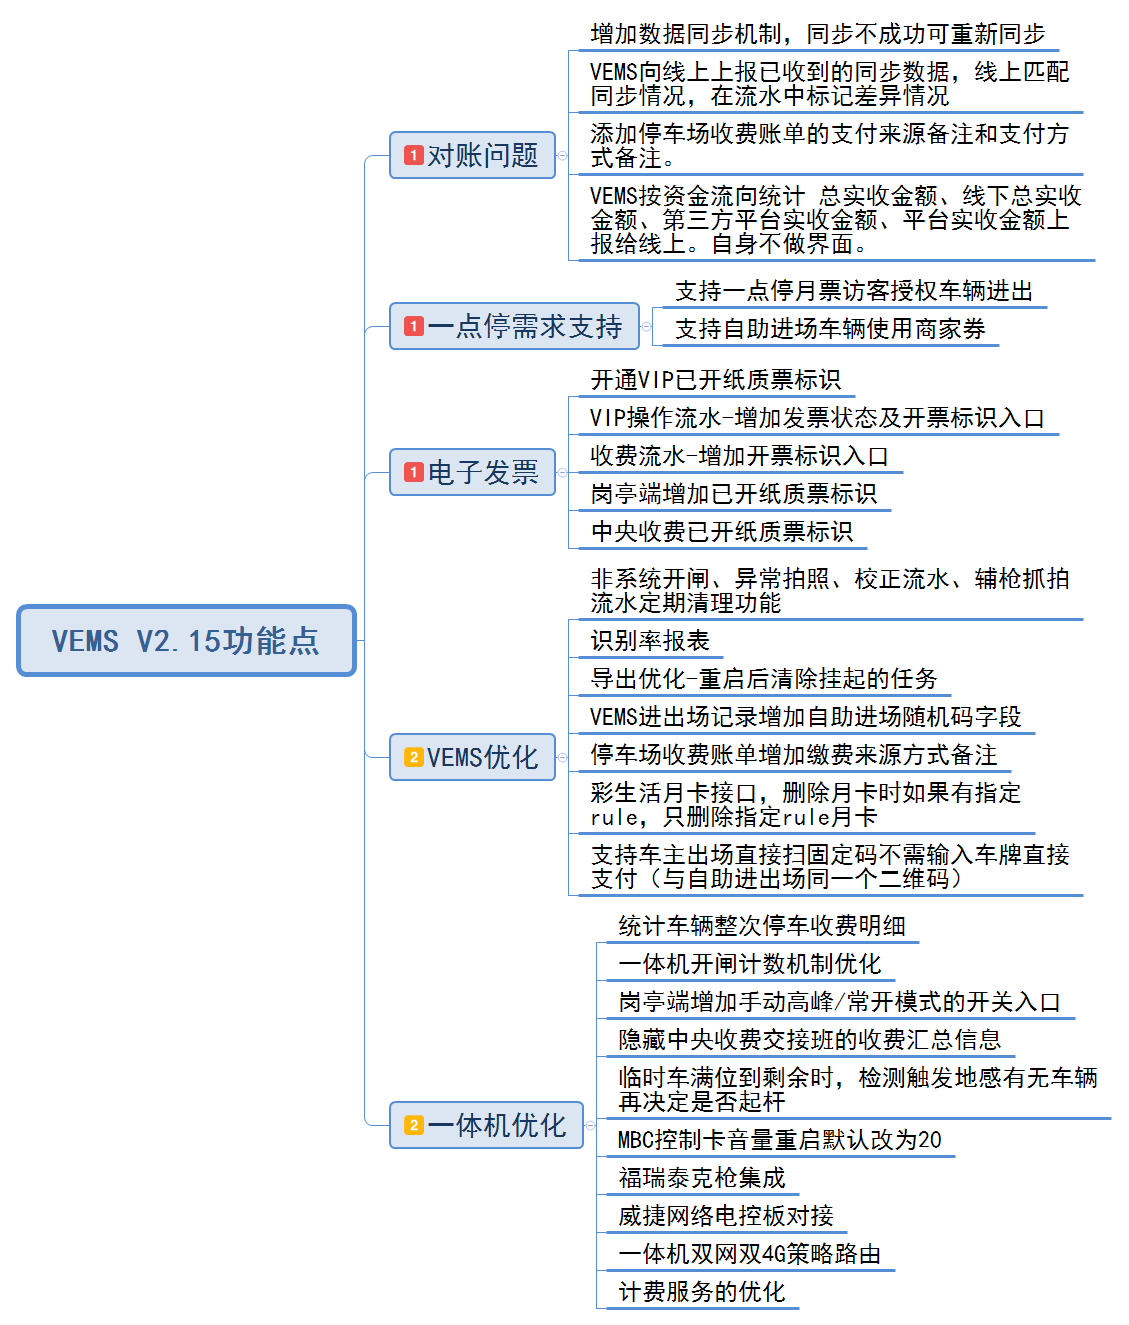 VEMS V2.15功能点
1 对账问题
增加数据同步机制，同步不成功可重新同步
VEMS向线上上报已收到的同步数据，线上匹配
同步情况，在流水中标记差异情况
添加停车场收费账单的支付来源备注和支付方
式备注。
VEMS按资金流向统计 总实收金额、线下总实收
金额、第三方平台实收金额、平台实收金额上
报给线上。自身不做界面。
1 一点停需求支持
支持一点停月票访客授权车辆进出
支持自助进场车辆使用商家券
1 电子发票
开通VIP已开纸质票标识
VIP操作流水-增加发票状态及开票标识入口
收费流水-增加开票标识入口
岗亭端增加已开纸质票标识
中央收费已开纸质票标识
2 VEMS优化
非系统开闸、异常拍照、校正流水、辅枪抓拍
流水定期清理功能
识别率报表
导出优化-重启后清除挂起的任务
VEMS进出场记录增加自助进场随机码字段
停车场收费账单增加缴费来源方式备注
彩生活月卡接口，删除月卡时如果有指定
rule，只删除指定rule月卡
支持车主出场直接扫固定码不需输入车牌直接
支付（与自助进出场同一个二维码）
2 一体机优化
统计车辆整次停车收费明细
一体机开闸计数机制优化
岗亭端增加手动高峰/常开模式的开关入口
隐藏中央收费交接班的收费汇总信息
临时车满位到剩余时，检测触发地感有无车辆
再决定是否起杆
MBC控制卡音量重启默认改为20
福瑞泰克枪集成
威捷网络电控板对接
一体机双网双4G策略路由
计费服务的优化